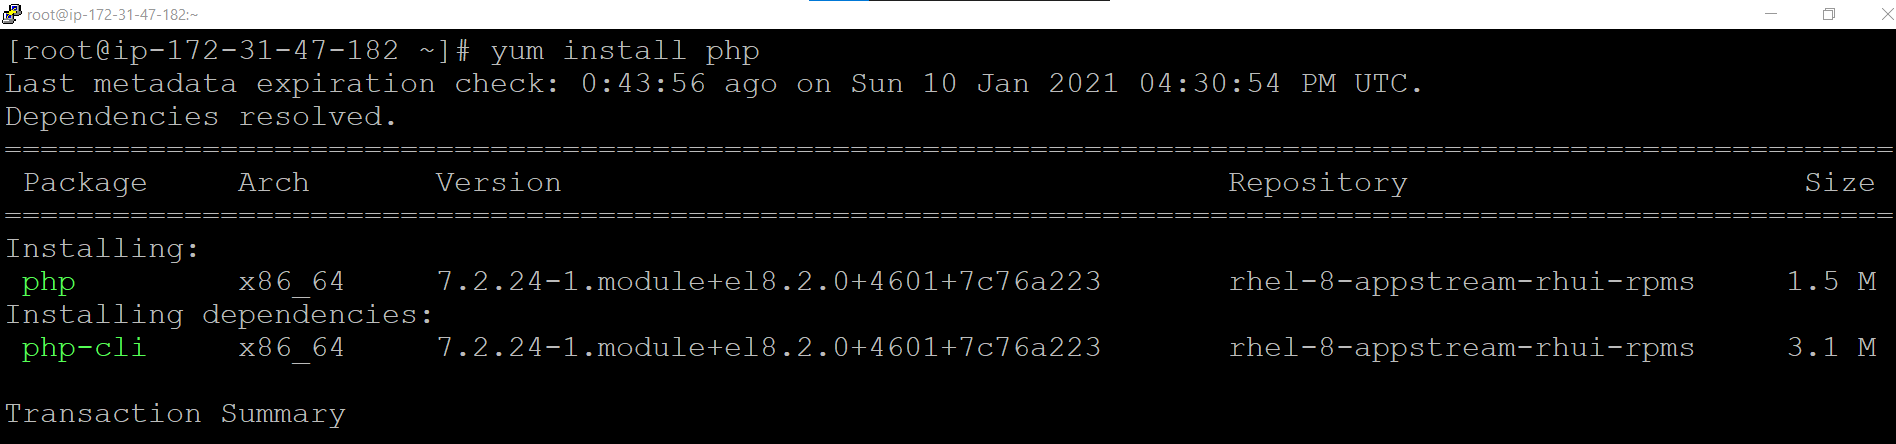 root@ip-172-31-47-182:~
[root@ip-172-31-47-182 ~]# yum install php
Last metadata expiration check: 0:43:56 ago on Sun 10 Jan 2021 04:30:54 PM UTC.
Dependencies resolved.
=========================================================================================================
Package Arch Version Repository Size
=========================================================================================================
Installing:
php x86_64 7.2.24-1.module+el8.2.0+4601+7c76a223 rhel-8-appstream-rhui-rpms 1.5 M
Installing dependencies:
php-cli x86_64 7.2.24-1.module+el8.2.0+4601+7c76a223 rhel-8-appstream-rhui-rpms 3.1 M
Transaction Summary